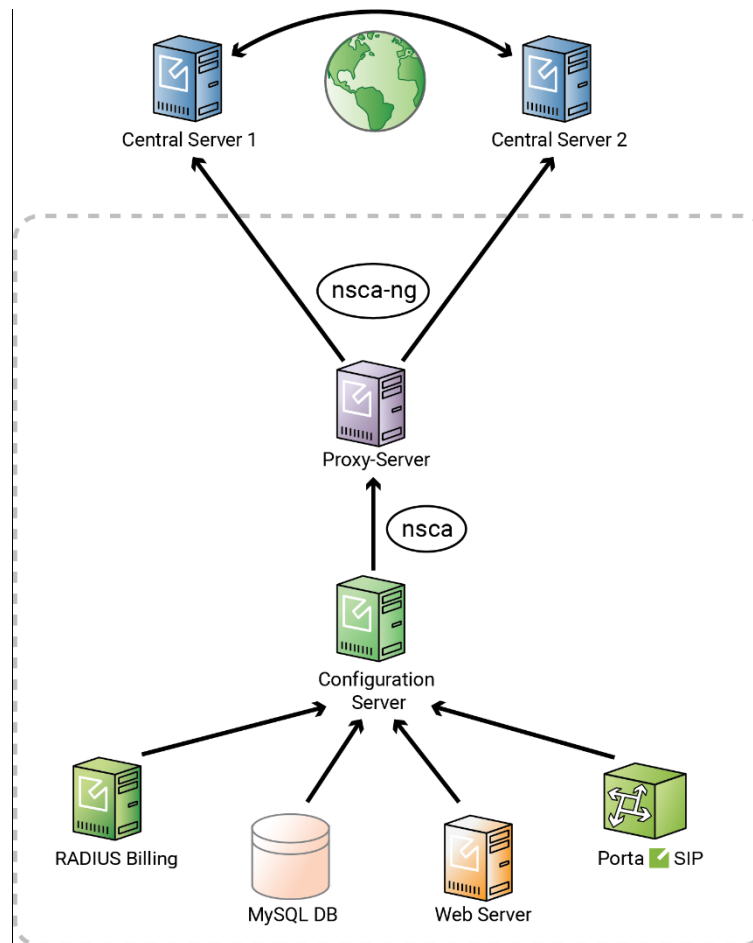 Central Server 1
Central Server 2
nsca-ng
Proxy-Server
nsca
Configuration
Server
RADIUS Billing
MySQL DB
Web Server
Porta SIP